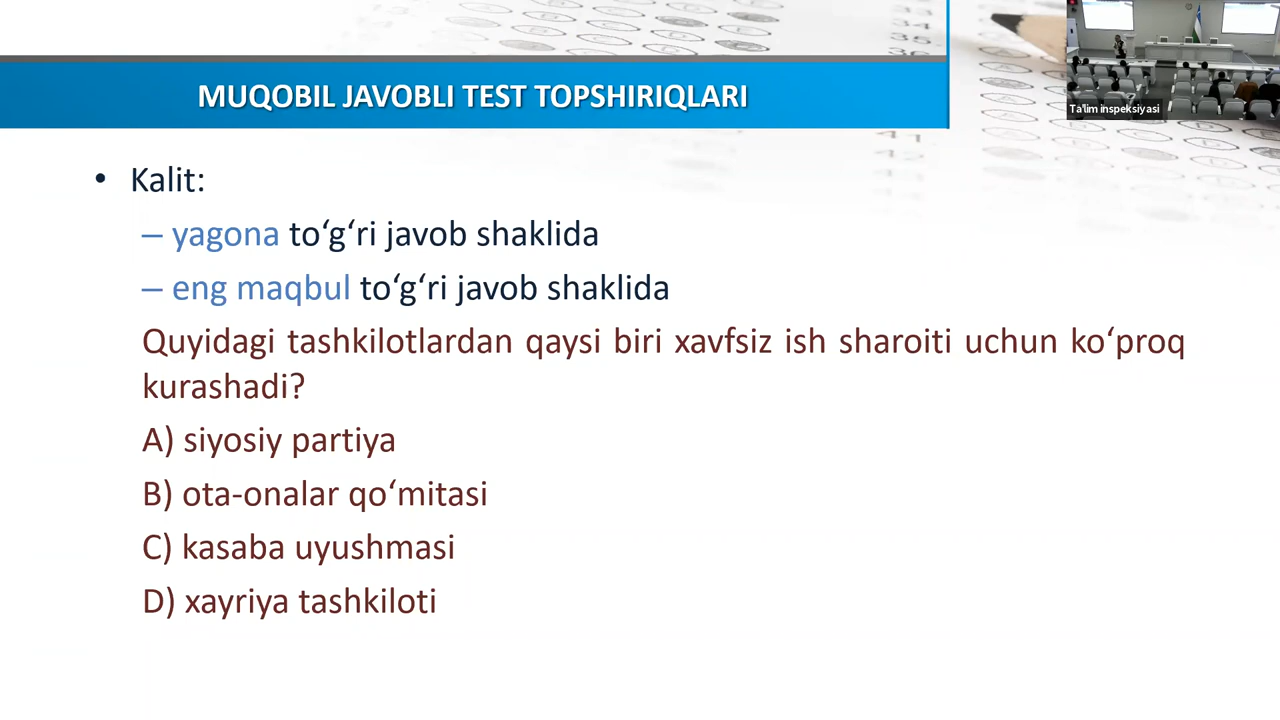 MUQOBIL JAVOBLI TEST TOPSHIRIQLARI
Ta'lim inspeksiyasi
• Kalit:
– yagona to‘g‘ri javob shaklida
– eng maqbul to‘g‘ri javob shaklida
Quyidagi tashkilotlardan qaysi biri xavfsiz ish sharoiti uchun ko‘proq
kurashadi?
A) siyosiy partiya
B) ota-onalar qo‘mitasi
C) kasaba uyushmasi
D) xayriya tashkiloti